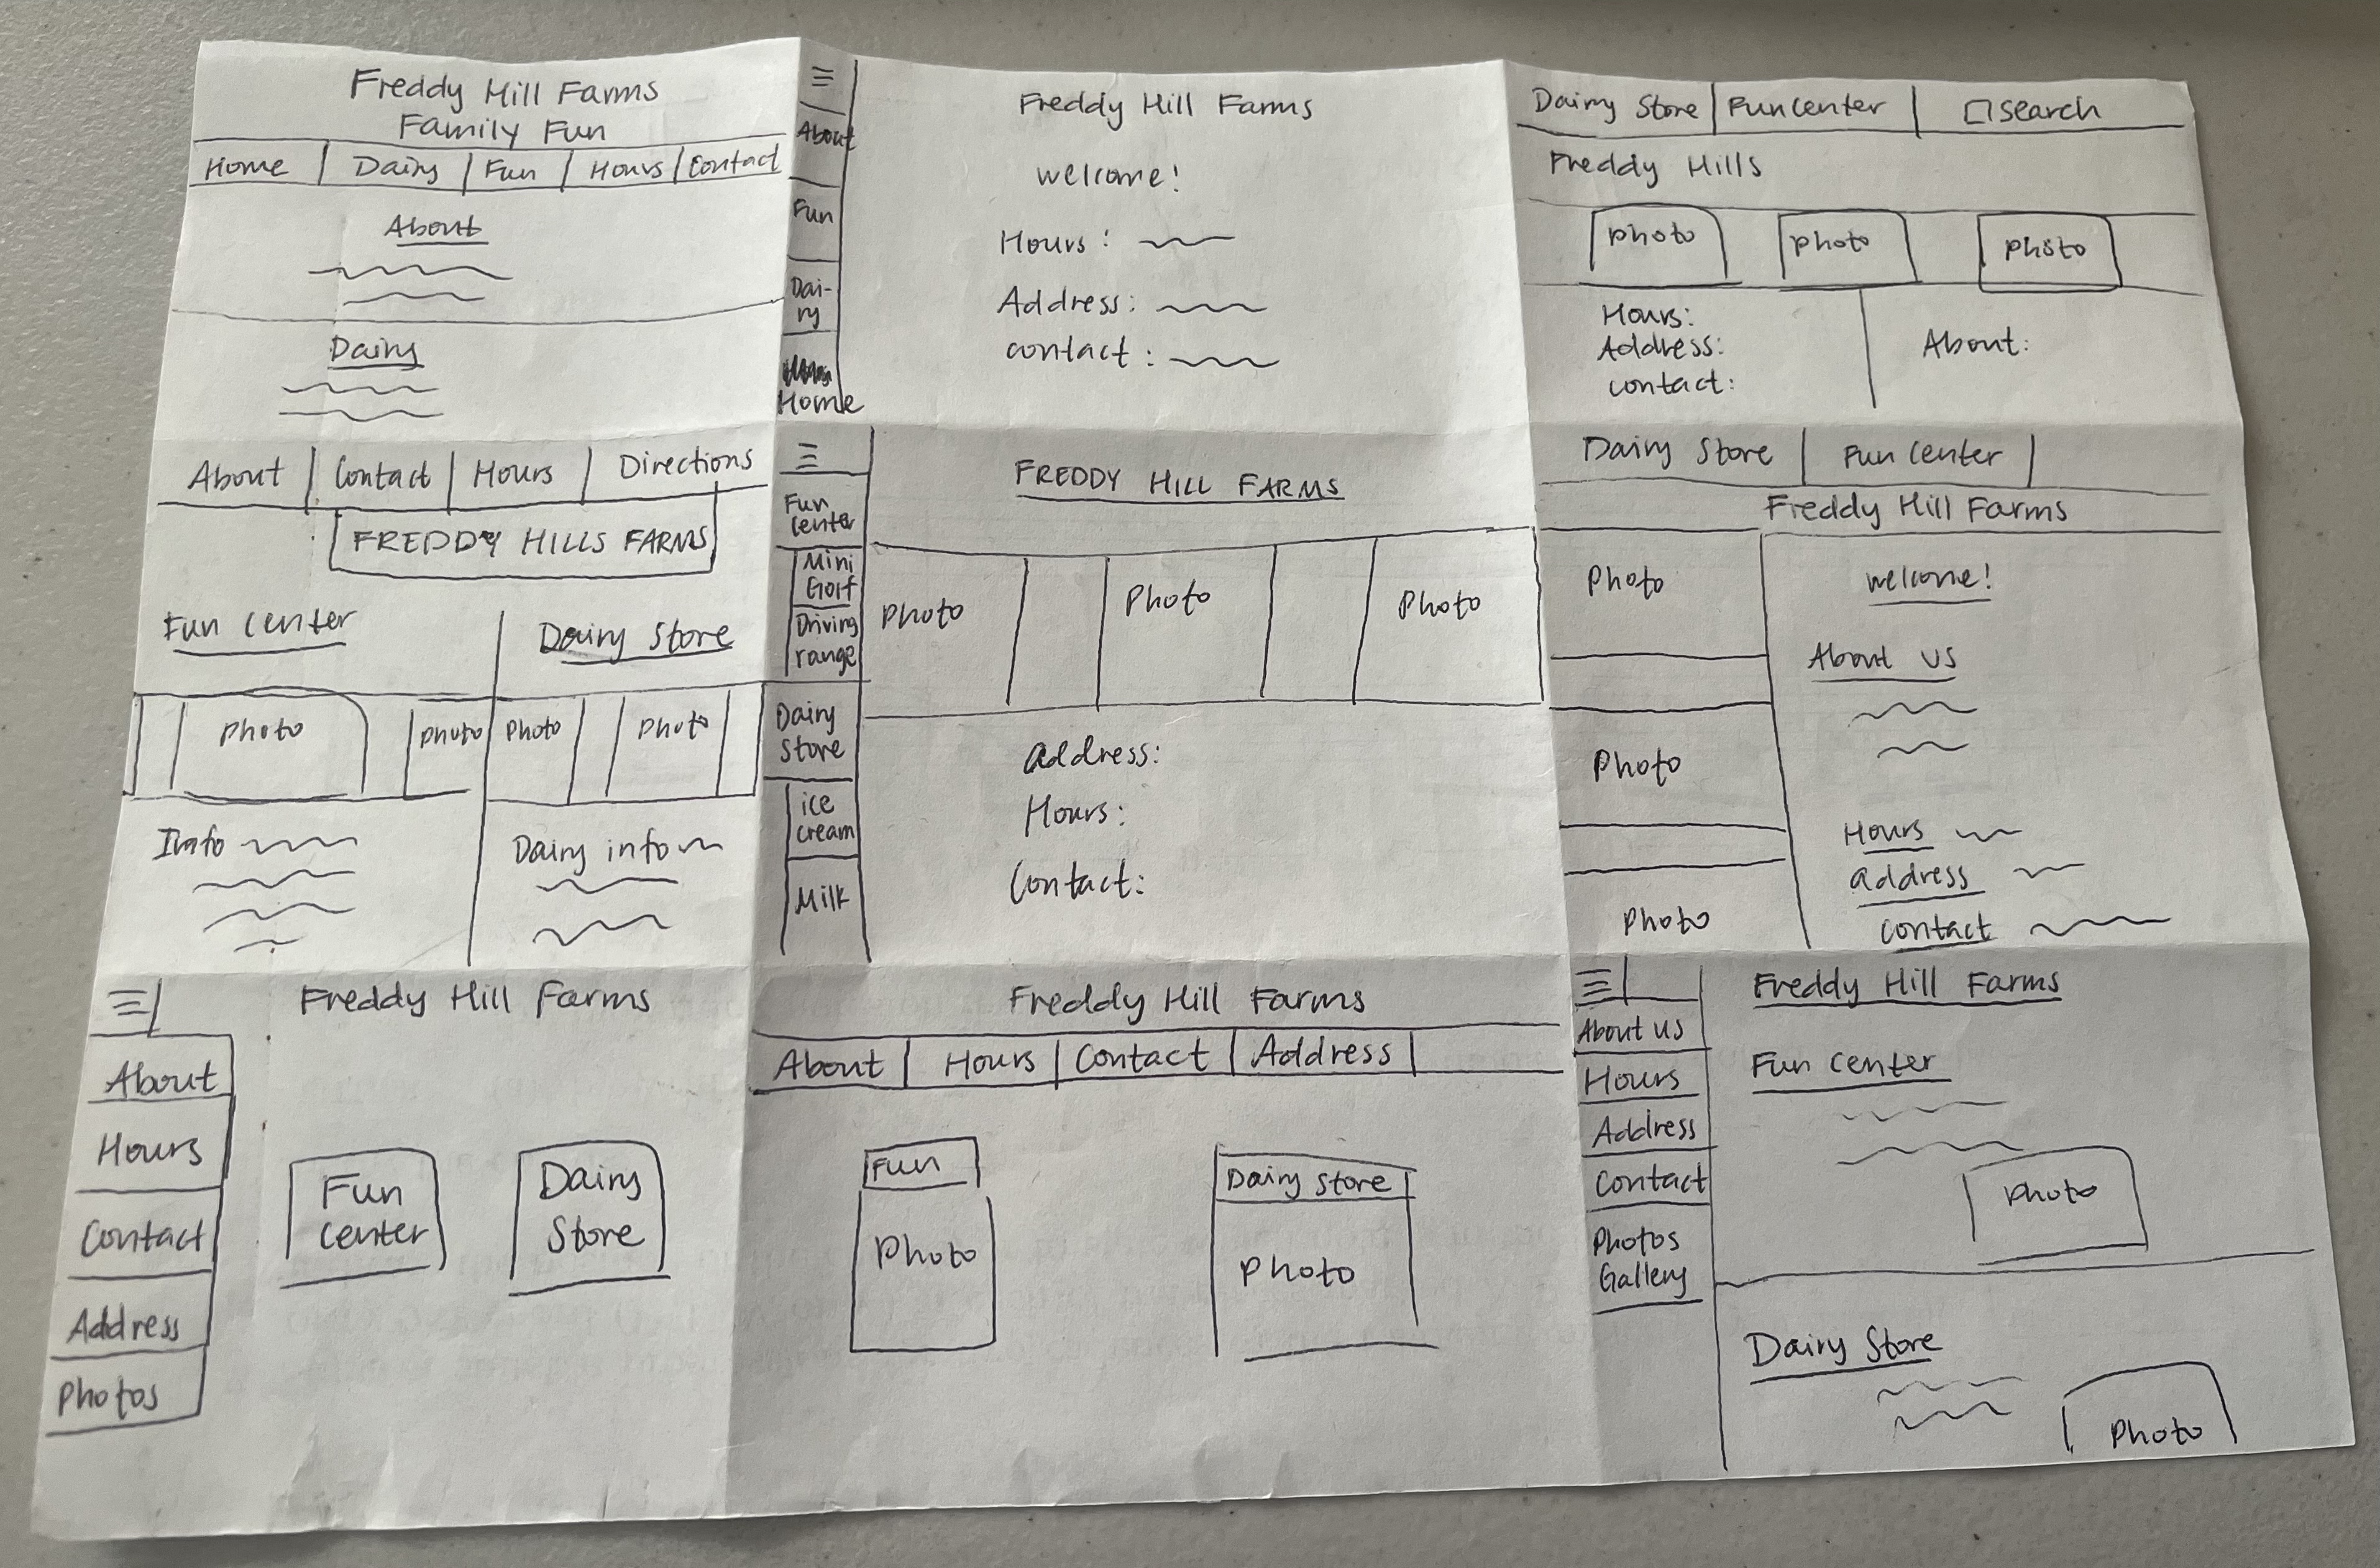 Freddy Hill Farms
Family Fun
Home Dairy Fun Hours Contact
About
Dairy
About
Fun
Dai-
ry
Home
Freddy Hill Farms
welcome!
Hours:
Address:
contact:
Dairy Store Fun Center Search
Freddy Hills
photo photo photo
Hours:
Address:
contact:
About:
About Contact Hours Directions
FREDDY HILLS FARMS
Fun Center Dairy Store
photo photo photo photo
Info Dairy info
Fun
Center
Mini
Golf
Driving
range
Dairy
Store
ice
cream
Milk
FREDDY HILL FARMS
Photo Photo Photo
Address:
Hours:
Contact:
Dairy Store Fun Center
Freddy Hill Farms
Photo
Photo
Photo
welcome!
About us
Hours
address
contact
Freddy Hill Farms
About
Hours
Contact
Address
Photos
Fun
Center
Dairy
Store
Freddy Hill Farms
About Hours Contact Address
Fun
Photo
Dairy Store
Photo
About us
Hours
Address
Contact
Photos
Gallery
Freddy Hill Farms
Fun Center
Photo
Dairy Store
Photo